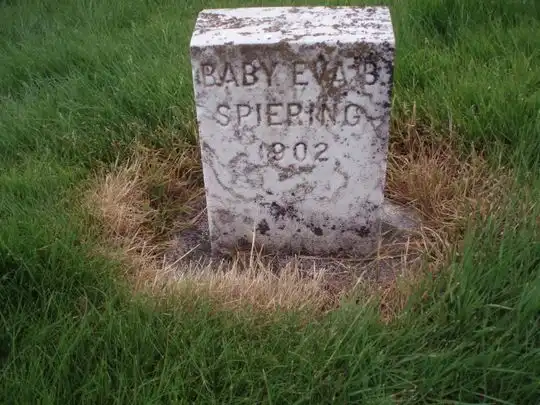 BABY EVA B
SPIERING
1902